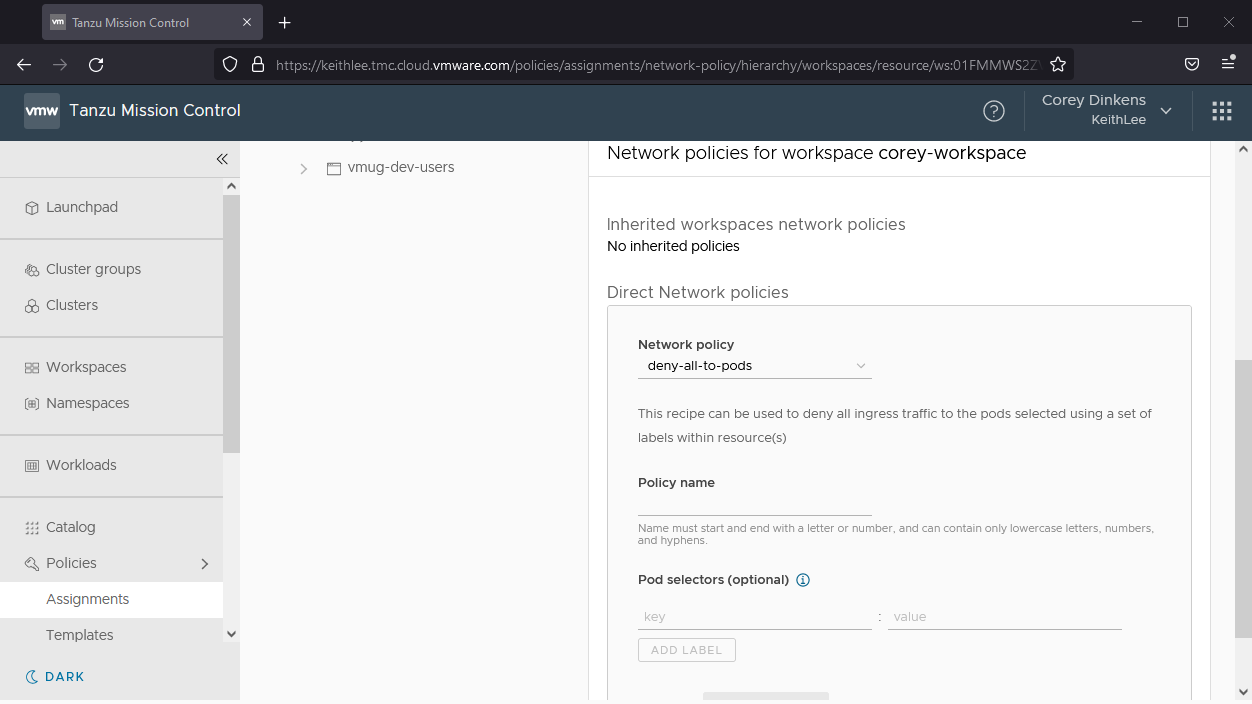 vm Tanzu Mission Control
https://keithlee.tmc.cloud.vmware.com/policies/assignments/network-policy/hierarchy/workspaces/resource/ws:01FMMWS2Z
vmw Tanzu Mission Control
Corey Dinkens
KeithLee
Launchpad
Cluster groups
Clusters
Workspaces
Namespaces
Workloads
Catalog
Policies
Assignments
Templates
DARK
vmug-dev-users
Network policies for workspace corey-workspace
Inherited workspaces network policies
No inherited policies
Direct Network policies
Network policy
deny-all-to-pods
This recipe can be used to deny all ingress traffic to the pods selected using a set of
labels within resource(s)
Policy name
Name must start and end with a letter or number, and can contain only lowercase letters, numbers,
and hyphens.
Pod selectors (optional)
key : value
ADD LABEL